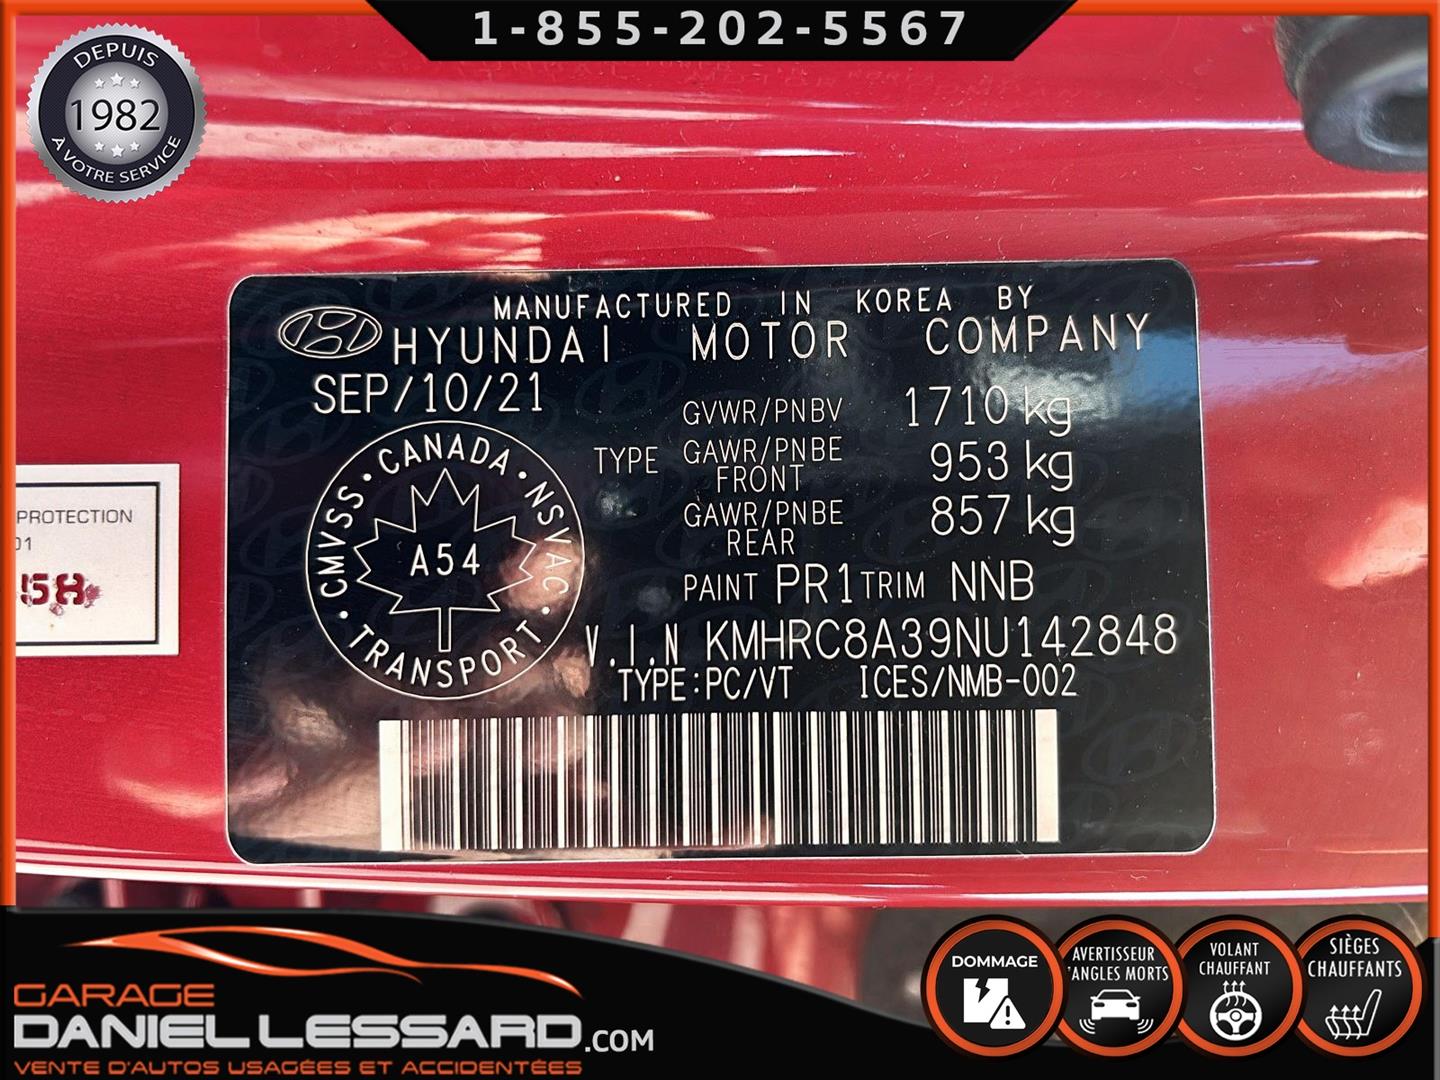 1-855-202-5567
DEPUIS
1982
À VOTRE SERVICE
MANUFACTURED IN KOREA BY
HYUNDAI MOTOR COMPANY
SEP/10/21
GVWR/PNBV 1710 kg
TYPE GAWR/PNBE FRONT 953 kg
GAWR/PNBE REAR 857 kg
CMVSS · CANADA · NSVAC · TRANSPORT ·
A54
PAINT PR1 TRIM NNB
V.I.N KMHRC8A39NU142848
TYPE:PC/VT ICES/NMB-002
PROTECTION
01
58
GARAGE
DANIEL LESSARD.COM
VENTE D'AUTOS USAGÉES ET ACCIDENTÉES
DOMMAGE
AVERTISSEUR
'ANGLES MORTS
VOLANT
CHAUFFANT
SIÈGES
CHAUFFANTS